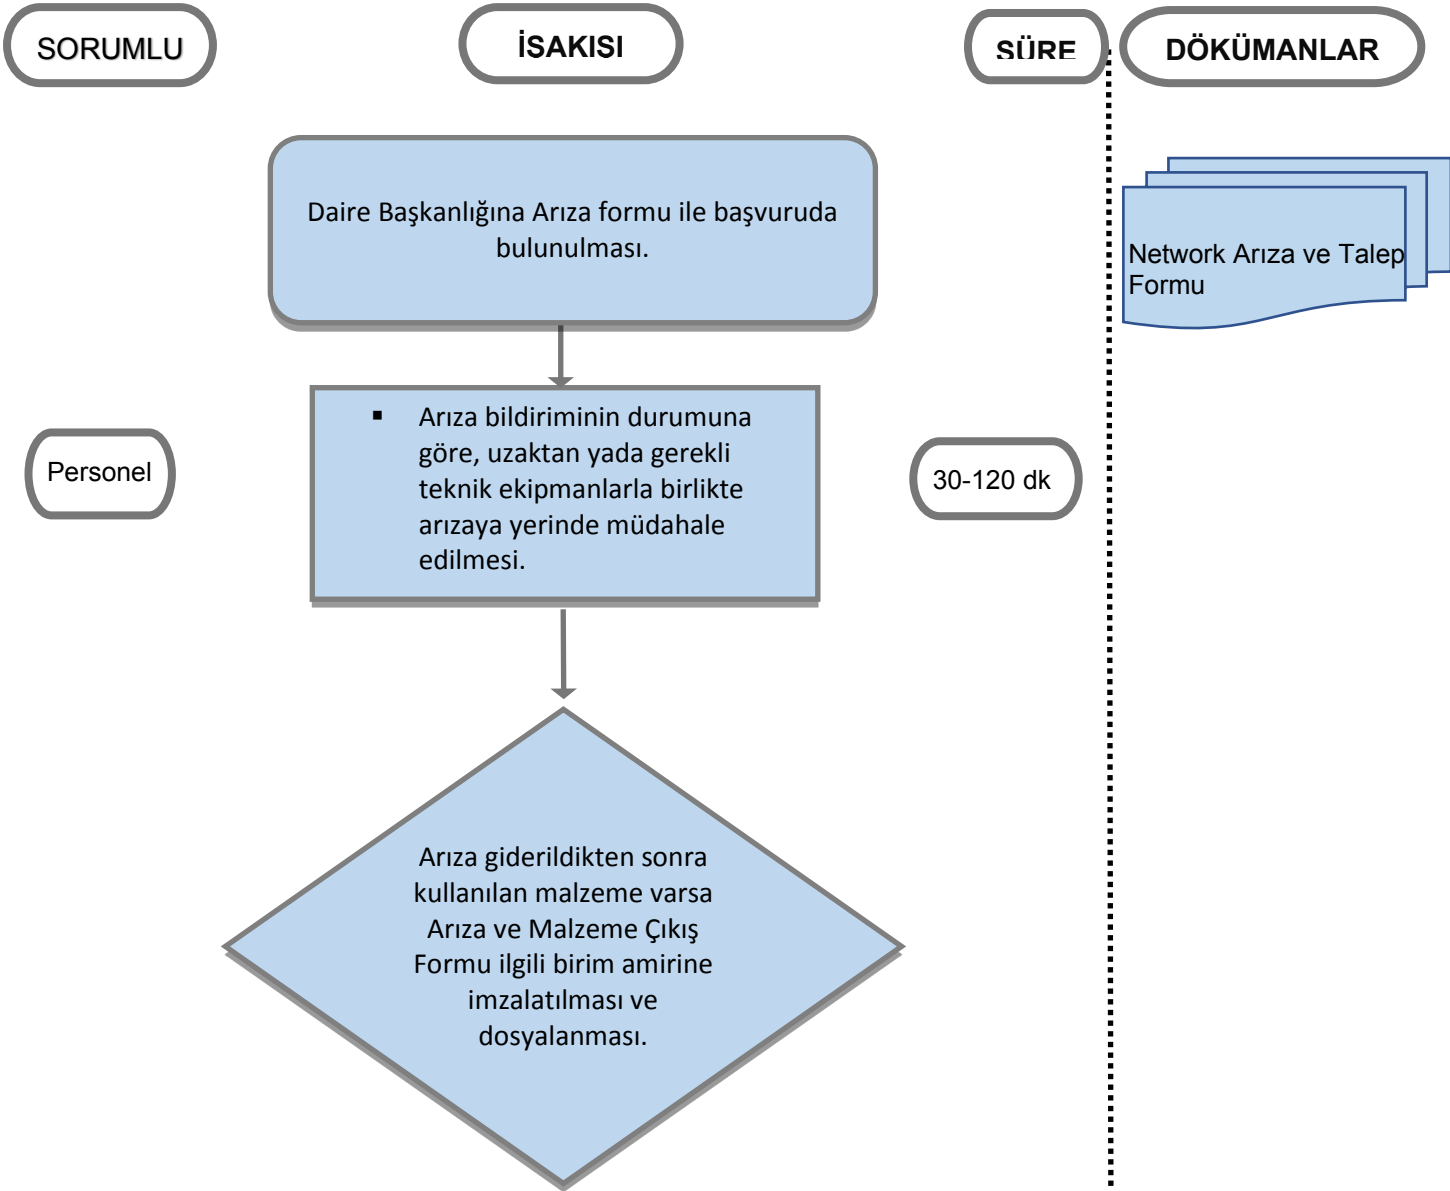 SORUMLU
İSAKISI
SÜRE
DÖKÜMANLAR
Daire Başkanlığına Arıza formu ile başvuruda
bulunulması.
Network Arıza ve Talep
Formu
Personel
▪ Arıza bildiriminin durumuna
göre, uzaktan yada gerekli
teknik ekipmanlarla birlikte
arızaya yerinde müdahale
edilmesi.
30-120 dk
Arıza giderildikten sonra
kullanılan malzeme varsa
Arıza ve Malzeme Çıkış
Formu ilgili birim amirine
imzalatılması ve
dosyalanması.